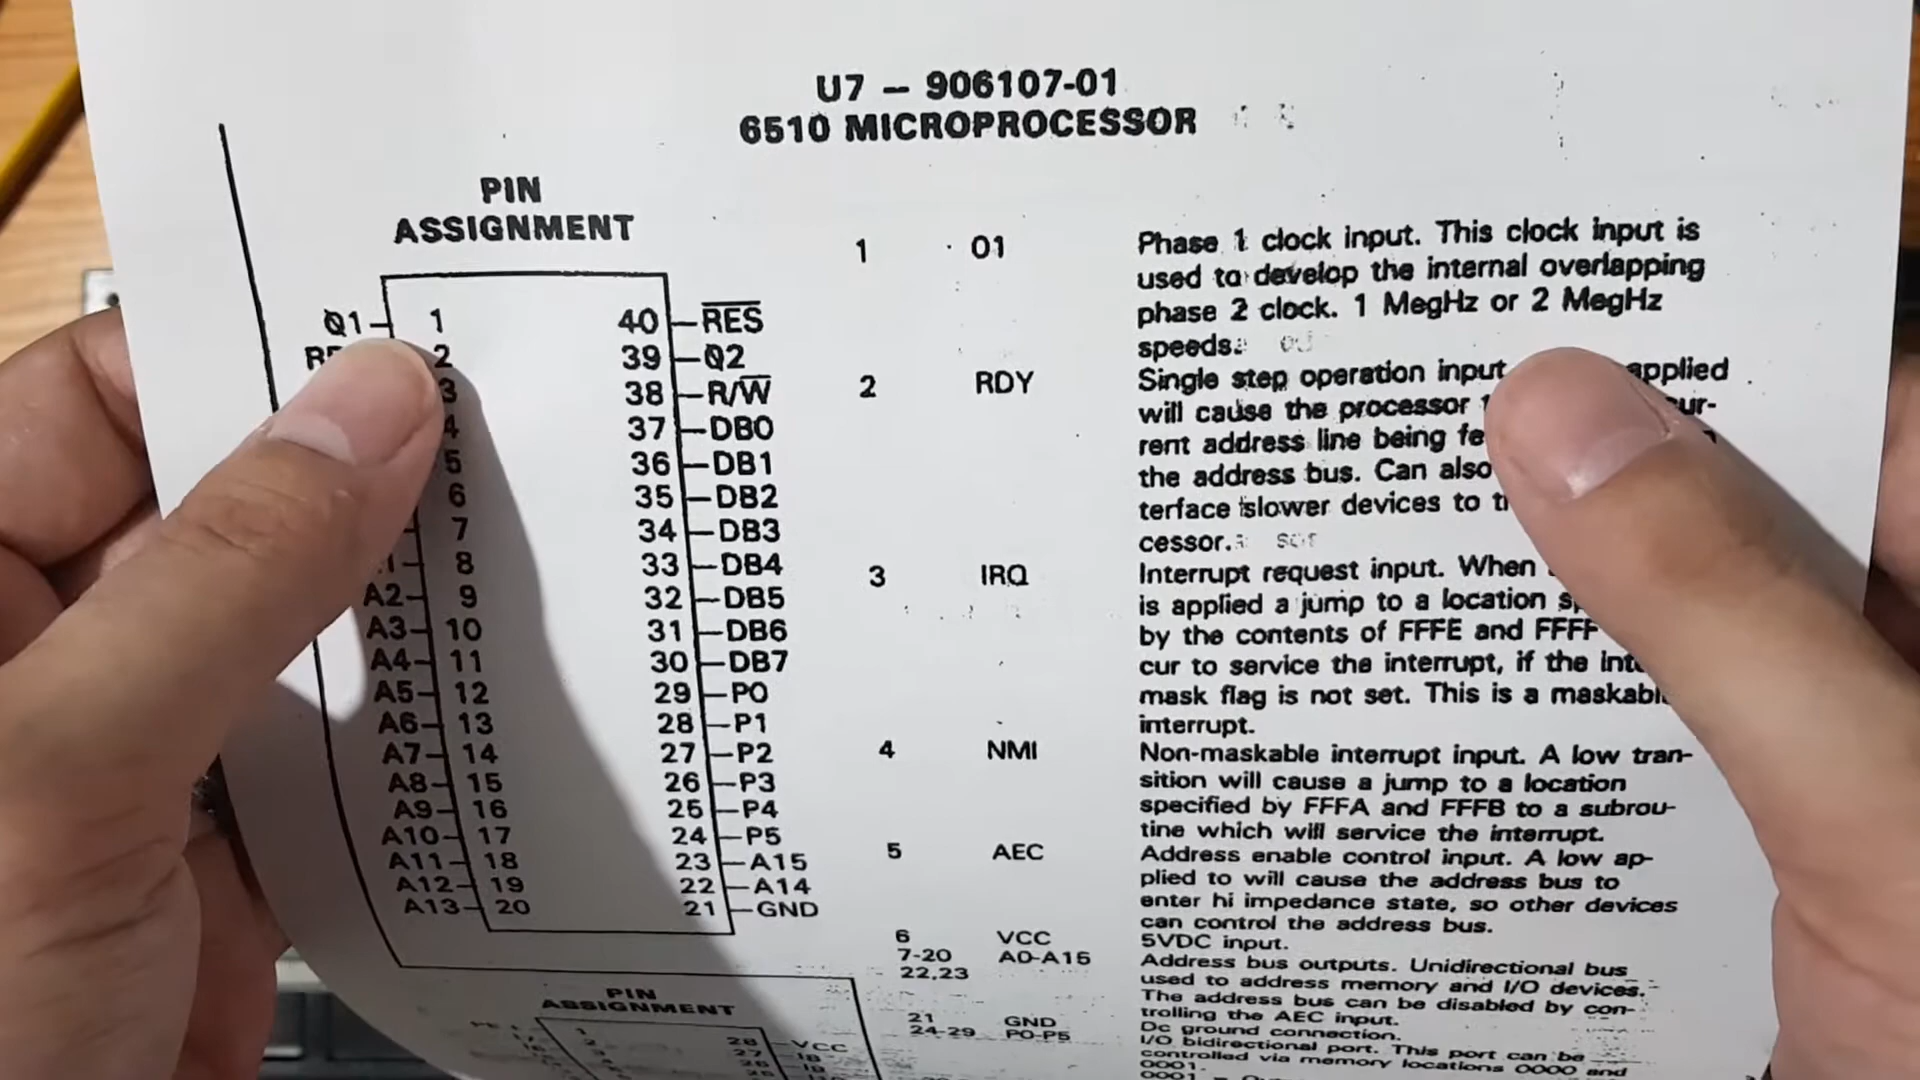 U7 – 906107-01
6510 MICROPROCESSOR
PIN
ASSIGNMENT
Q1 1 40 RES
2 39 Q2
3 38 R/W
4 37 DB0
5 36 DB1
6 35 DB2
7 34 DB3
8 33 DB4
A2 9 32 DB5
A3 10 31 DB6
A4 11 30 DB7
A5 12 29 P0
A6 13 28 P1
A7 14 27 P2
A8 15 26 P3
A9 16 25 P4
A10 17 24 P5
A11 18 23 A15
A12 19 22 A14
A13 20 21 GND
1 01 Phase 1 clock input. This clock input is
used to develop the internal overlapping
phase 2 clock. 1 MegHz or 2 MegHz
speeds.
2 RDY Single step operation input applied
will cause the processor
rent address line being
the address bus. Can also
terface slower devices to
cessor.
3 IRQ Interrupt request input. When
is applied a jump to a location
by the contents of FFFE and FFFF
cur to service the interrupt, if the
mask flag is not set. This is a
interrupt.
4 NMI Non-maskable interrupt input. A low tran-
sition will cause a jump to a location
specified by FFFA and FFFB to a subrou-
tine which will service the interrupt.
5 AEC Address enable control input. A low ap-
plied to will cause the address bus to
enter hi impedance state, so other devices
can control the address bus.
6 VCC 5VDC input.
7-20 A0-A15 Address bus outputs. Unidirectional bus
22,23 used to address memory and I/O devices.
The address bus can be disabled by con-
trolling the AEC input.
21 GND Dc ground connection.
24-29 P0-P5 I/O bidirectional port. This port can be
controlled via memory locations 0000 and
0001.
PIN
ASSIGNMENT
1 28 VCC
2 27
3 26